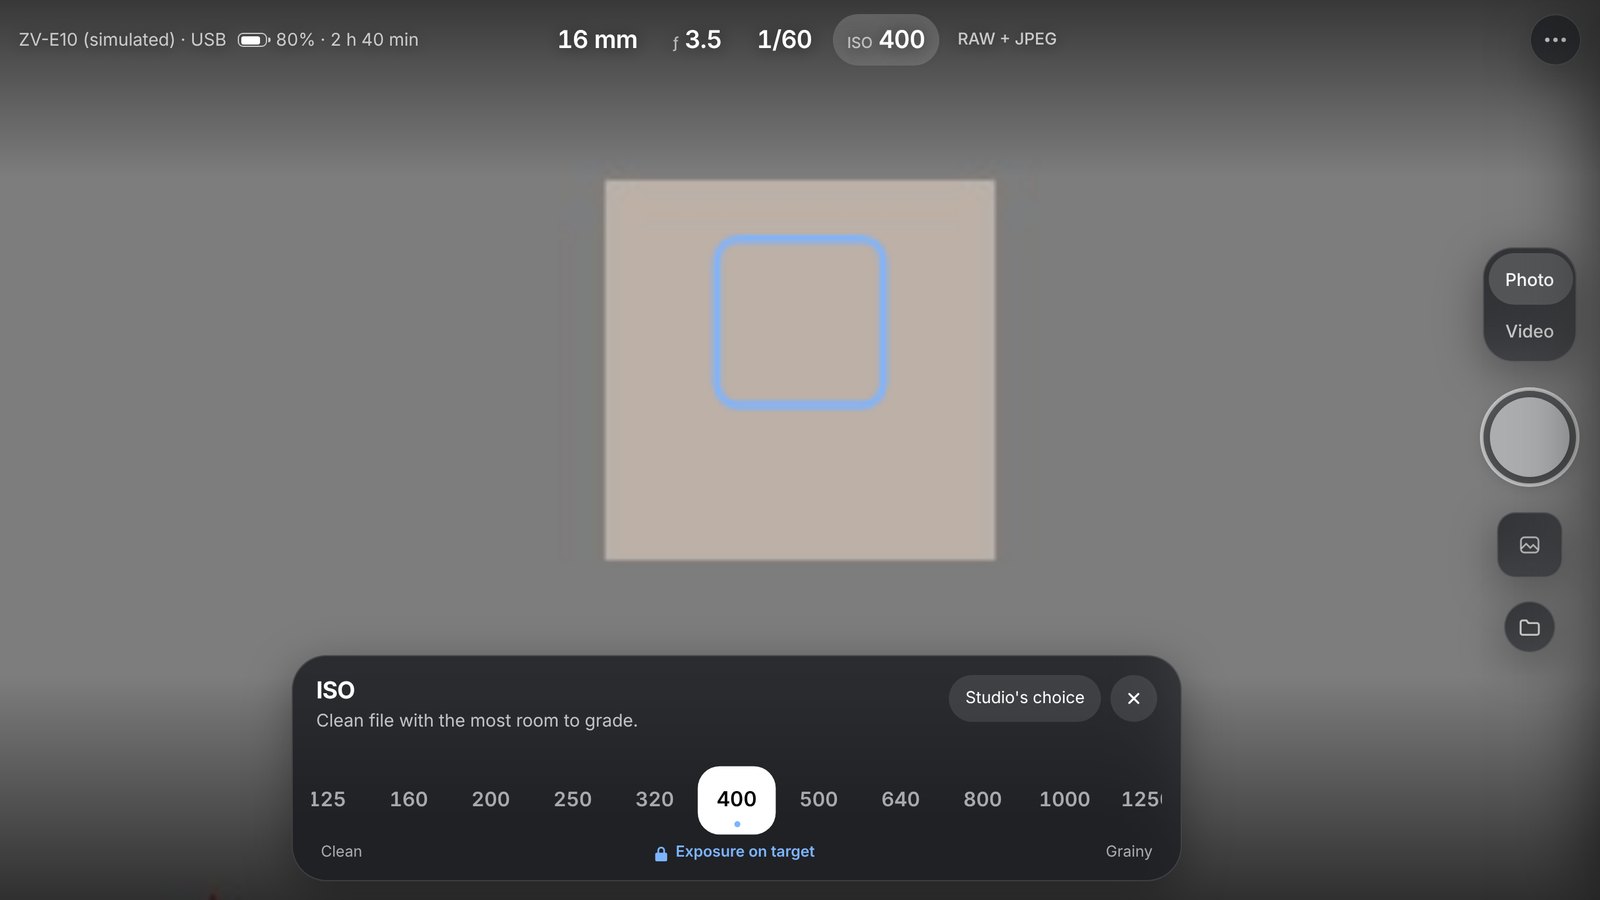 ZV-E10 (simulated) · USB 80% · 2 h 40 min
16 mm ƒ 3.5 1/60 ISO 400 RAW + JPEG
Photo
Video
ISO
Clean file with the most room to grade.
Studio's choice
125 160 200 250 320 400 500 640 800 1000
Clean
Exposure on target
Grainy